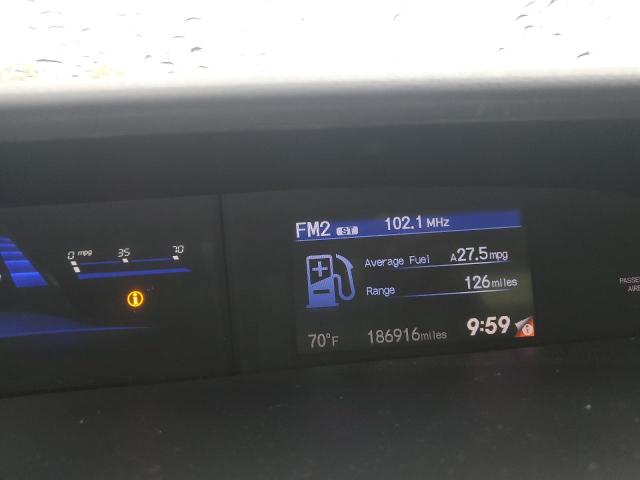 FM2 ST 102.1 MHz
0 mpg 35 70
Average Fuel A27.5mpg
Range 126miles
70°F 186916miles 9:59